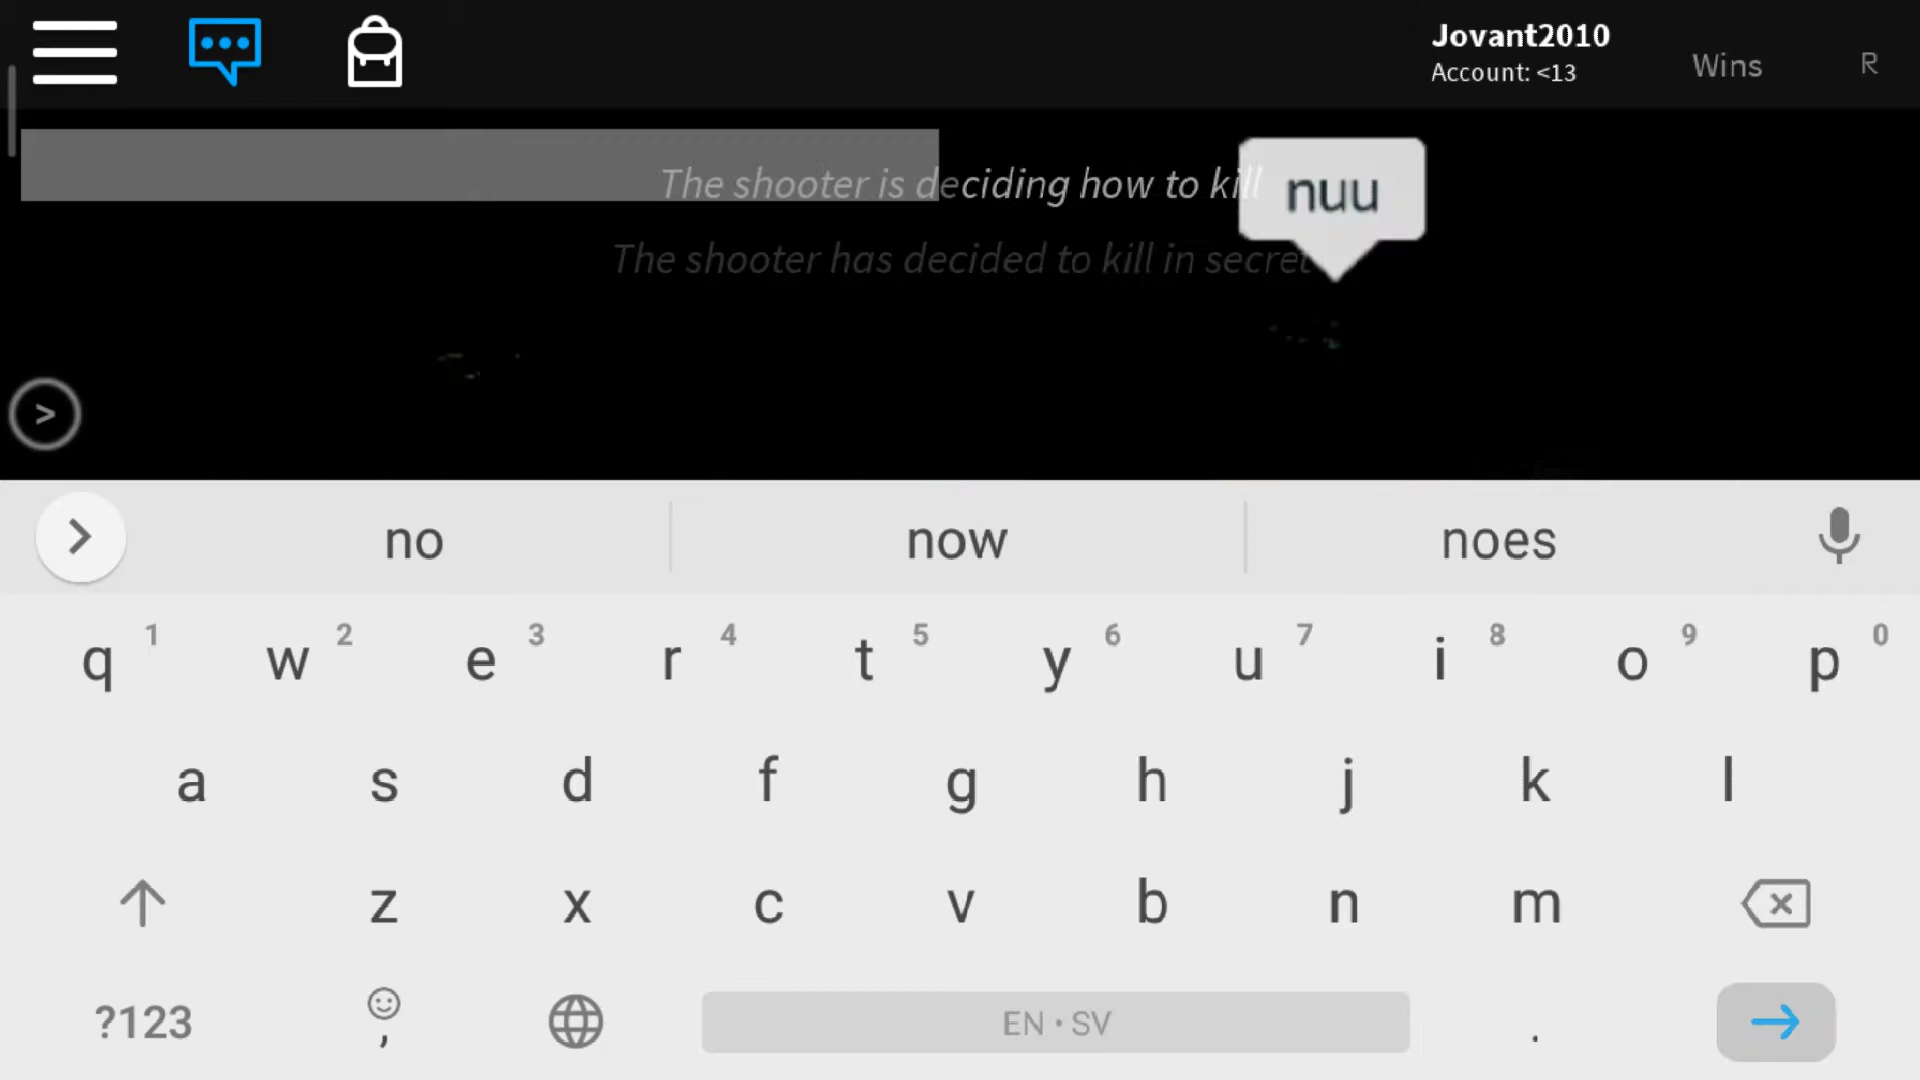 Jovant2010
Account: <13
Wins
R
The shooter is deciding how to kill
nuu
The shooter has decided to kill in secret
>
no now noes
q 1 w 2 e 3 r 4 t 5 y 6 u 7 i 8 o 9 p 0
a s d f g h j k l
z x c v b n m
?123 , EN • SV .